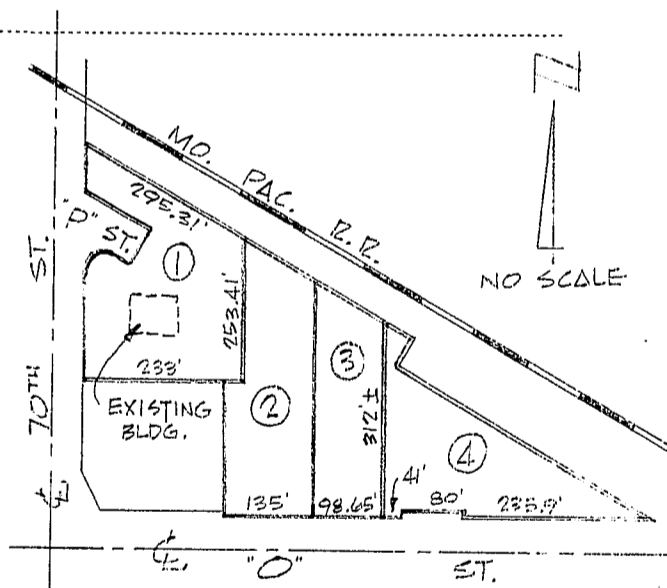 MO. PAC. R.R.
N
NO SCALE
295.31'
"P" ST.
1
70TH ST.
253.41'
233'
EXISTING
BLDG.
2
3
312'±
4
41'
135'
98.65'
80'
235.9'
℄
℄
"O" ST.